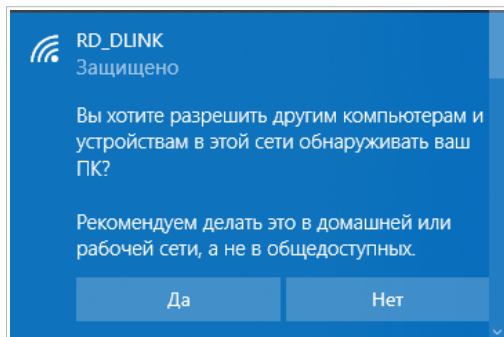 RD_DLINK
Защищено
Вы хотите разрешить другим компьютерам и
устройствам в этой сети обнаруживать ваш
ПК?
Рекомендуем делать это в домашней или
рабочей сети, а не в общедоступных.
Да Нет